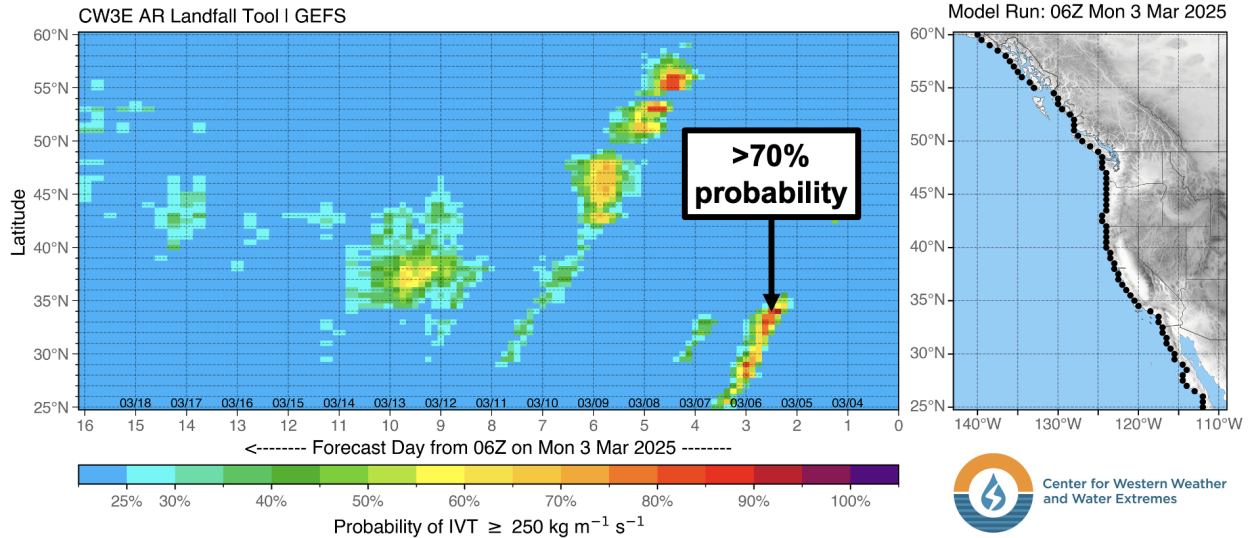 CW3E AR Landfall Tool | GEFS
Model Run: 06Z Mon 3 Mar 2025
60°N
55°N
50°N
45°N
40°N
35°N
30°N
25°N
Latitude
>70%
probability
03/18 03/17 03/16 03/15 03/14 03/13 03/12 03/11 03/10 03/09 03/08 03/07 03/06 03/05 03/04
16 15 14 13 12 11 10 9 8 7 6 5 4 3 2 1 0
<-------- Forecast Day from 06Z on Mon 3 Mar 2025 --------
25% 30% 40% 50% 60% 70% 80% 90% 100%
Probability of IVT ≥ 250 kg m⁻¹ s⁻¹
60°N
55°N
50°N
45°N
40°N
35°N
30°N
25°N
140°W 130°W 120°W 110°W
Center for Western Weather
and Water Extremes